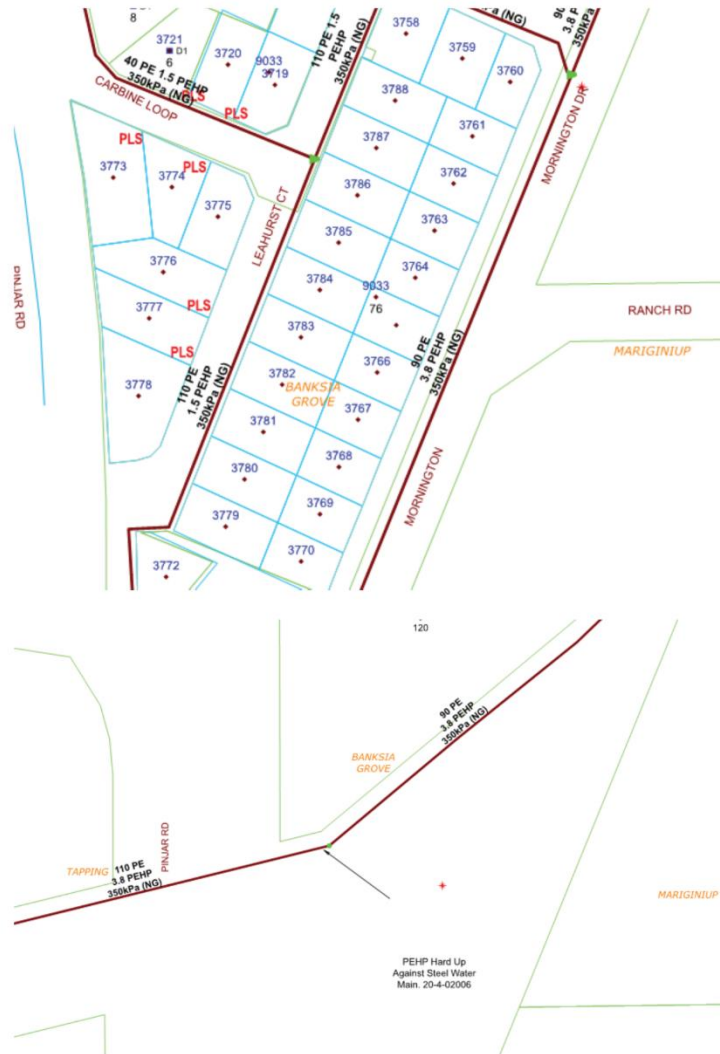 8
3721
D1
6
3720
9033
3719
PLS
PLS
40 PE 1.5 PEHP
350kPa (NG)
CARBINE LOOP
110 PE 1.5
PEHP
350kPa (NG)
3758
3759
3760
(NG)
90
3.8 PEHP
350kPa
3788
3761
3787
3762
3786
3763
3785
3764
3784
9033
76
3783
3766
3782
BANKSIA
GROVE
3767
3781
3768
3780
3769
3779
3770
MORNINGTON DR
PLS
3773
3774
PLS
3775
3776
3777
PLS
PLS
3778
3772
LEAHURST CT
110 PE
1.5 PEHP
350kPa (NG)
90 PE
3.8 PEHP
350kPa (NG)
MORNINGTON
PINJAR RD
RANCH RD
MARIGINIUP
120
90 PE
3.8 PEHP
350kPa (NG)
BANKSIA
GROVE
PINJAR RD
TAPPING
110 PE
3.8 PEHP
350kPa (NG)
MARIGINIUP
PEHP Hard Up
Against Steel Water
Main. 20-4-02006